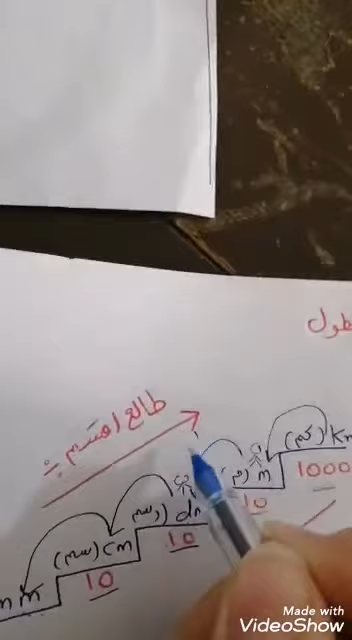 طول
طالع اقسم ÷
(كم) Km
1000
(م) m
10
(دسم) dm
10
(سم) cm
10
mm
Made with
VideoShow